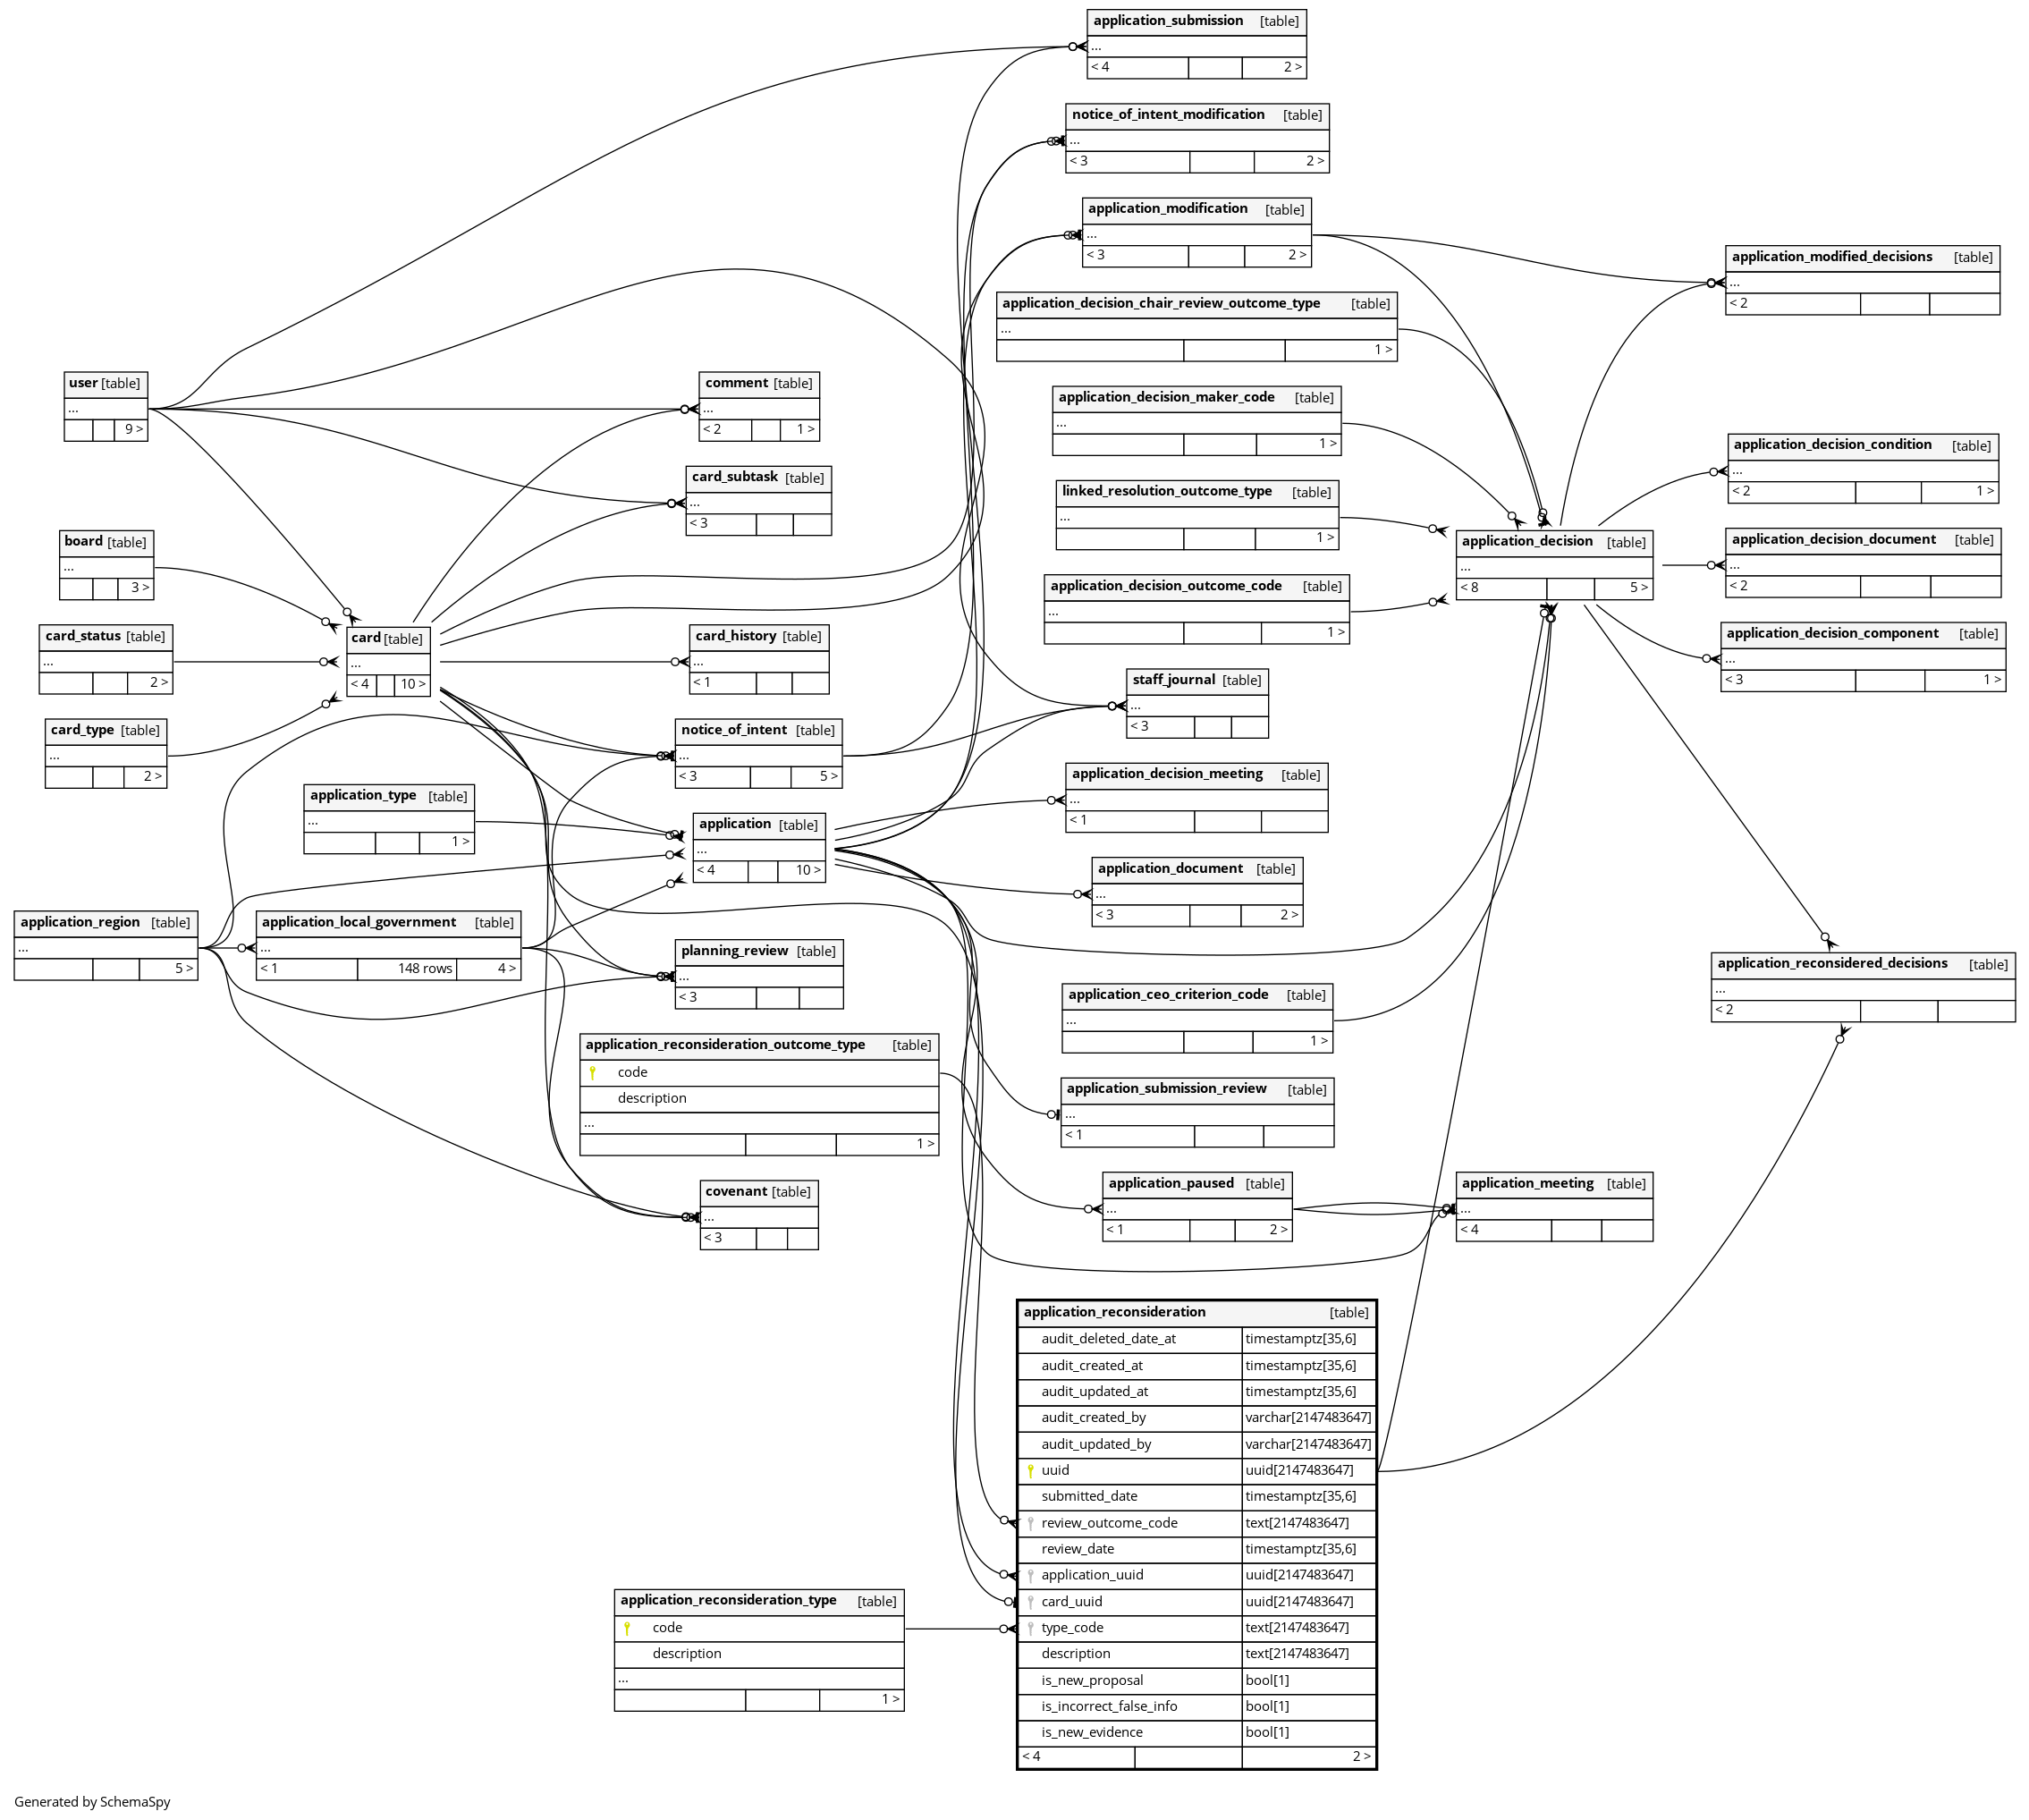 application_submission [table]
...
< 4 2 >
notice_of_intent_modification [table]
...
< 3 2 >
application_modification [table]
...
< 3 2 >
application_modified_decisions [table]
...
< 2
application_decision_chair_review_outcome_type [table]
...
1 >
user [table]
...
9 >
comment [table]
...
< 2 1 >
application_decision_maker_code [table]
...
1 >
application_decision_condition [table]
...
< 2 1 >
card_subtask [table]
...
< 3
linked_resolution_outcome_type [table]
...
1 >
board [table]
...
3 >
application_decision [table]
...
< 8 5 >
application_decision_document [table]
...
< 2
application_decision_outcome_code [table]
...
1 >
card_status [table]
...
2 >
card [table]
...
< 4 10 >
card_history [table]
...
< 1
application_decision_component [table]
...
< 3 1 >
staff_journal [table]
...
< 3
card_type [table]
...
2 >
notice_of_intent [table]
...
< 3 5 >
application_decision_meeting [table]
...
< 1
application_type [table]
...
1 >
application [table]
...
< 4 10 >
application_document [table]
...
< 3 2 >
application_region [table]
...
5 >
application_local_government [table]
...
< 1 148 rows 4 >
planning_review [table]
...
< 3
application_ceo_criterion_code [table]
...
1 >
application_reconsidered_decisions [table]
...
< 2
application_reconsideration_outcome_type [table]
code
description
...
1 >
application_submission_review [table]
...
< 1
covenant [table]
...
< 3
application_paused [table]
...
< 1 2 >
application_meeting [table]
...
< 4
application_reconsideration [table]
audit_deleted_date_at timestamptz[35,6]
audit_created_at timestamptz[35,6]
audit_updated_at timestamptz[35,6]
audit_created_by varchar[2147483647]
audit_updated_by varchar[2147483647]
uuid uuid[2147483647]
submitted_date timestamptz[35,6]
review_outcome_code text[2147483647]
review_date timestamptz[35,6]
application_uuid uuid[2147483647]
card_uuid uuid[2147483647]
type_code text[2147483647]
description text[2147483647]
is_new_proposal bool[1]
is_incorrect_false_info bool[1]
is_new_evidence bool[1]
< 4 2 >
application_reconsideration_type [table]
code
description
...
1 >
Generated by SchemaSpy